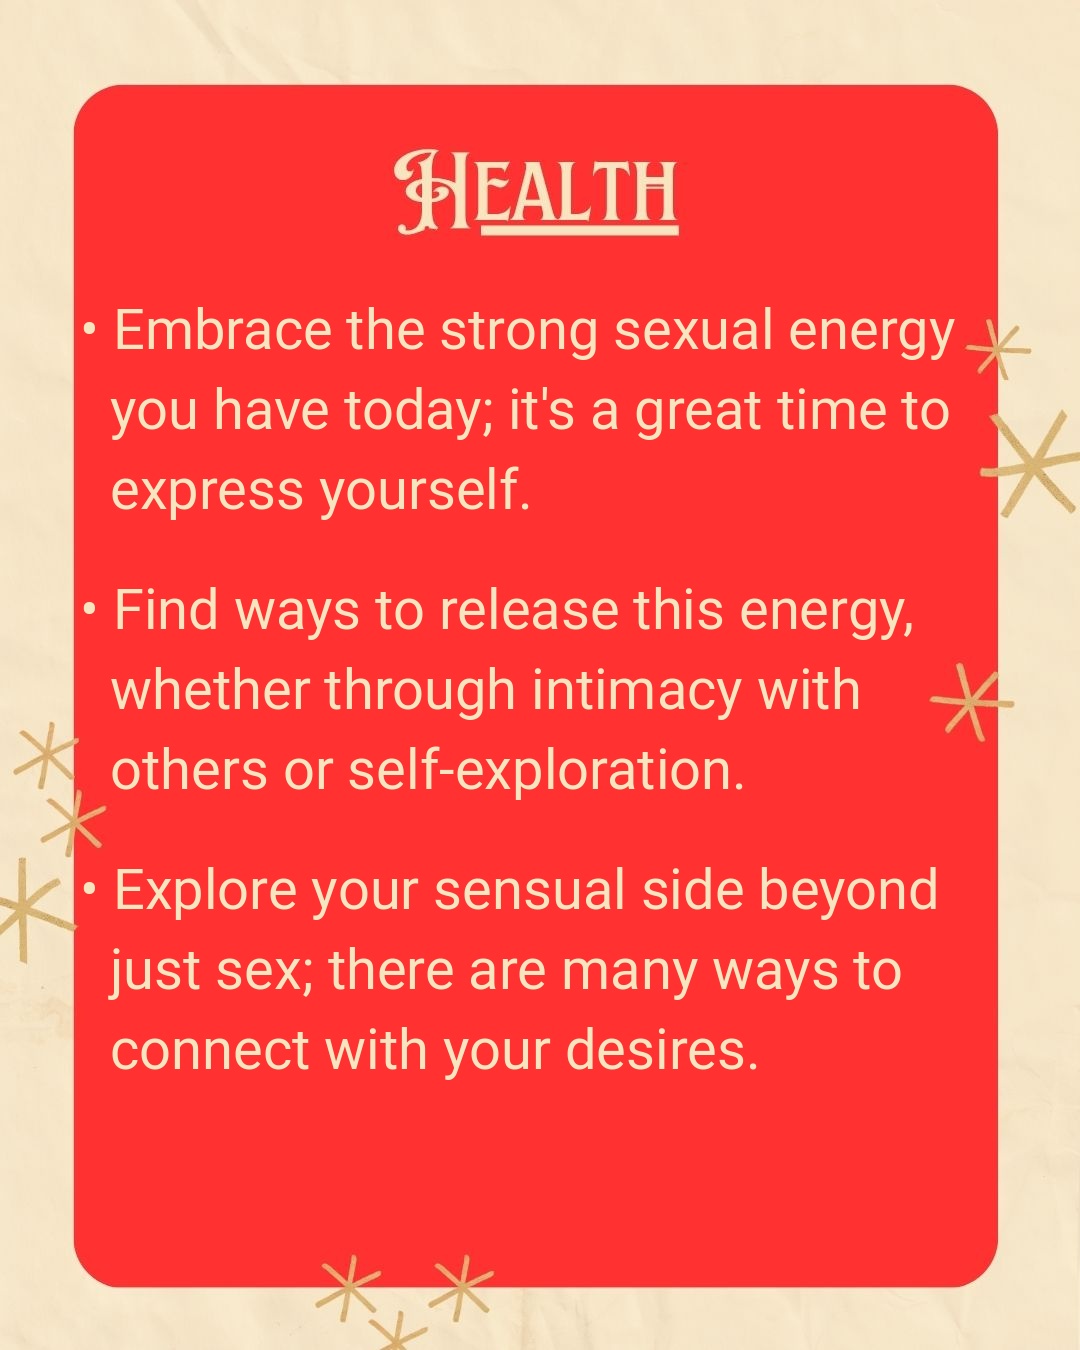 Health
• Embrace the strong sexual energy
you have today; it's a great time to
express yourself.
• Find ways to release this energy,
whether through intimacy with
others or self-exploration.
• Explore your sensual side beyond
just sex; there are many ways to
connect with your desires.